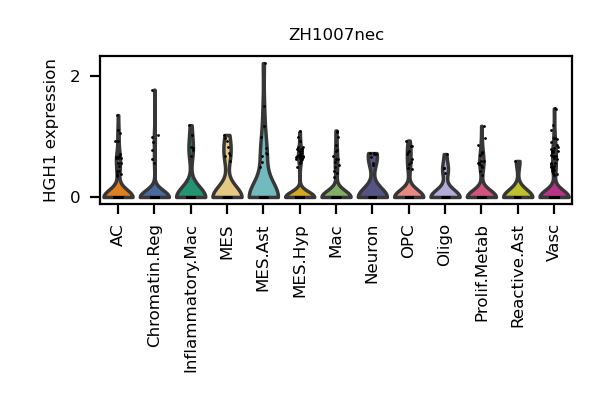 ZH1007nec
HGH1 expression
2
0
AC
Chromatin.Reg
Inflammatory.Mac
MES
MES.Ast
MES.Hyp
Mac
Neuron
OPC
Oligo
Prolif.Metab
Reactive.Ast
Vasc